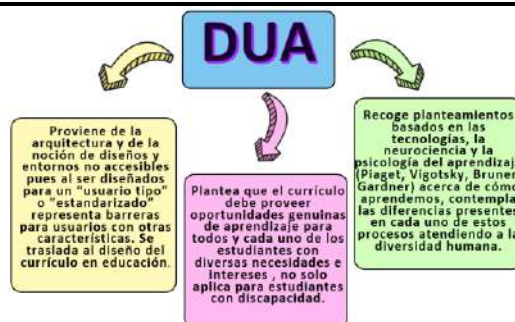 DUA
Proviene de la
arquitectura y de la
noción de diseños y
entornos no accesibles
pues al ser diseñados
para un "usuario tipo"
o "estandarizado"
representa barreras
para usuarios con otras
características. Se
traslada al diseño del
currículo en educación.
Plantea que el currículo
debe proveer
oportunidades genuinas
de aprendizaje para
todos y cada uno de los
estudiantes con
diversas necesidades e
intereses , no solo
aplica para estudiantes
con discapacidad.
Recoge planteamientos
basados en las
tecnologías, la
neurociencia y la
psicología del aprendizaj
(Piaget, Vigotsky, Bruner
Gardner) acerca de cómo
aprendemos, contempla
las diferencias presentes
en cada uno de estos
procesos atendiendo a la
diversidad humana.